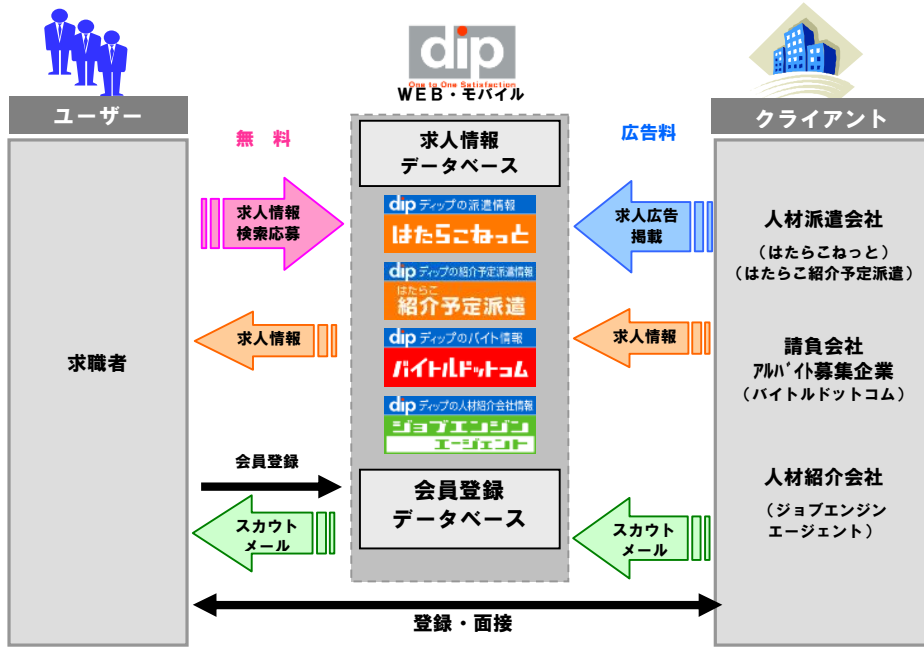 dip
One to One Satisfaction
WEB・モバイル
ユーザー
クライアント
無 料
広告料
求人情報
データベース
求人情報
検索応募
求人広告
掲載
dip ディップの派遣情報
はたらこねっと
dip ディップの紹介予定派遣情報
はたらこ
紹介予定派遣
dip ディップのバイト情報
バイトルドットコム
dip ディップの人材紹介会社情報
ジョブエンジン
エージェント
求人情報
求人情報
求職者
人材派遣会社
（はたらこねっと）
（はたらこ紹介予定派遣）
請負会社
ｱﾙﾊﾞｲﾄ募集企業
（バイトルドットコム）
人材紹介会社
（ジョブエンジン
エージェント）
会員登録
会員登録
データベース
スカウト
メール
スカウト
メール
登録・面接